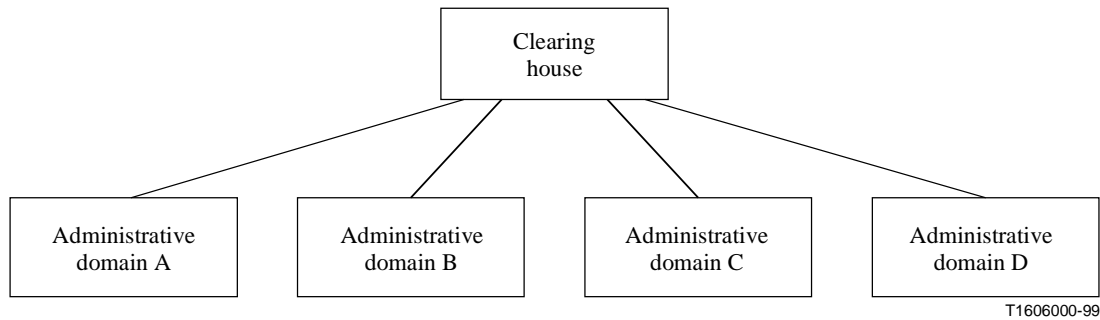 Clearing
house
Administrative
domain A
Administrative
domain B
Administrative
domain C
Administrative
domain D
T1606000-99